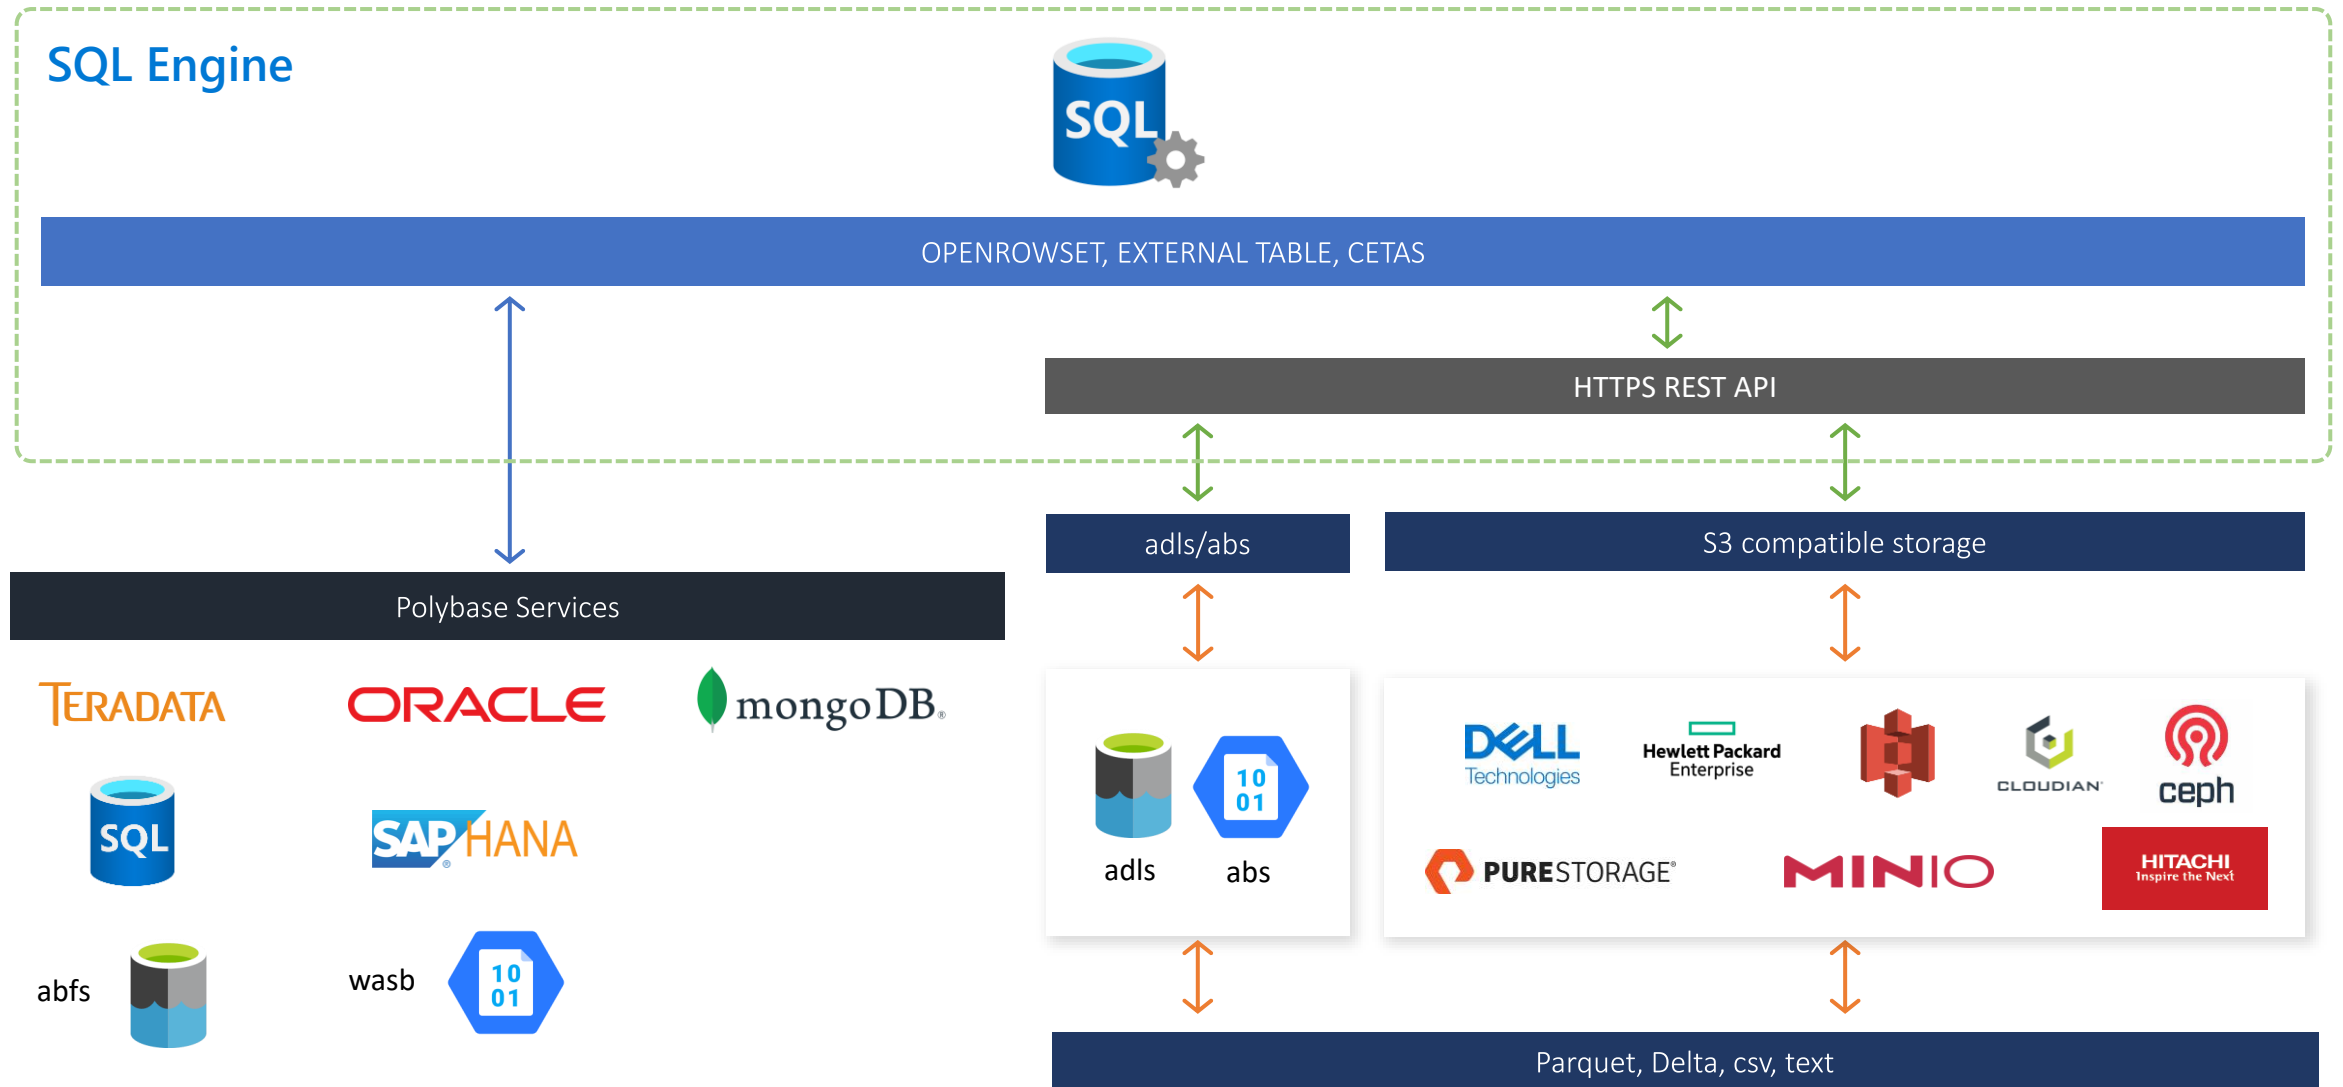 SQL Engine
SQL
OPENROWSET, EXTERNAL TABLE, CETAS
HTTPS REST API
adls/abs
S3 compatible storage
Polybase Services
TERADATA
ORACLE
mongoDB®
SQL
SAP® HANA
abfs
wasb
10
01
10
01
adls
abs
DELL
Technologies
Hewlett Packard
Enterprise
CLOUDIAN
ceph
PURESTORAGE®
MINIO
HITACHI
Inspire the Next
Parquet, Delta, csv, text